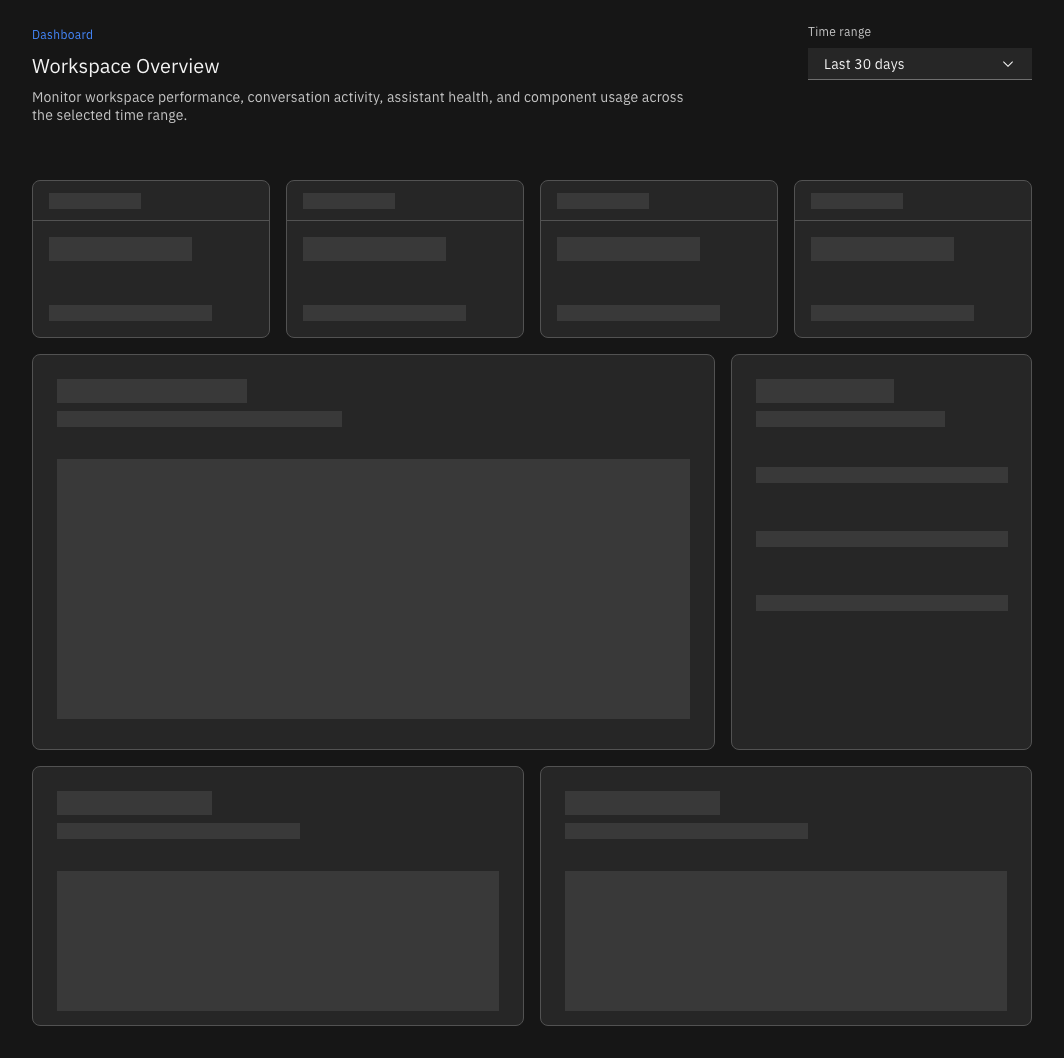 Dashboard
Workspace Overview
Monitor workspace performance, conversation activity, assistant health, and component usage across
the selected time range.
Time range
Last 30 days